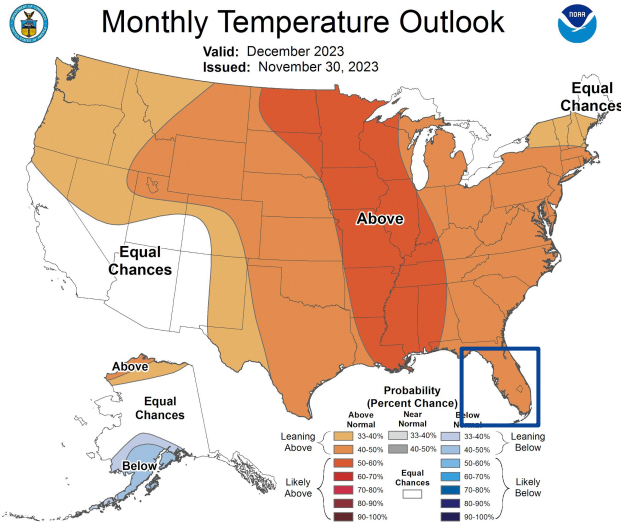 Monthly Temperature Outlook
NOAA
Valid: December 2023
Issued: November 30, 2023
Equal
Chances
Above
Equal
Chances
Above
Equal
Chances
Below
Probability
(Percent Chance)
Above
Normal
Near
Normal
Below
Normal
Leaning
Above
33-40%
40-50%
33-40%
40-50%
33-40%
40-50%
Leaning
Below
Likely
Above
50-60%
60-70%
70-80%
80-90%
90-100%
Equal
Chances
50-60%
60-70%
70-80%
80-90%
90-100%
Likely
Below